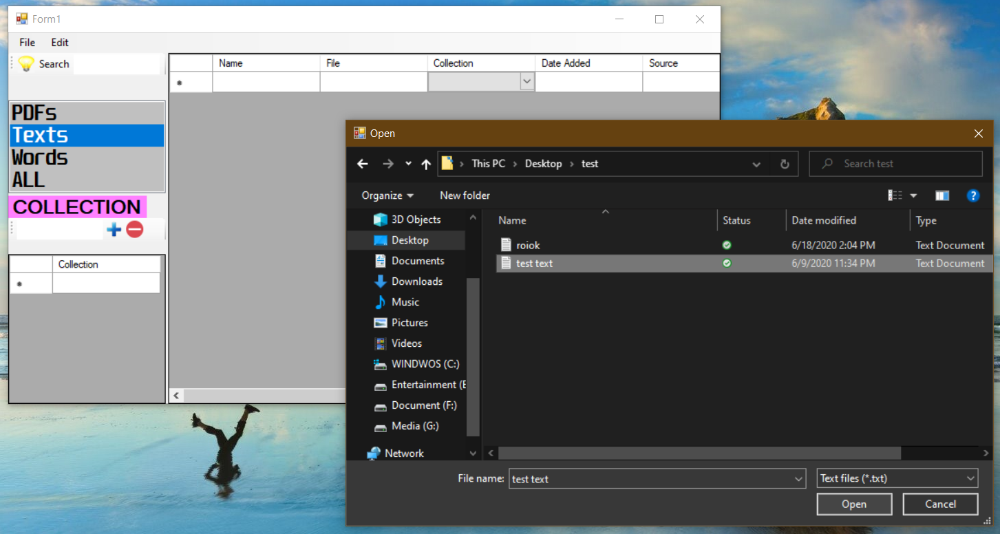 Form1
File Edit
Search
Name File Collection Date Added Source
PDFs
Texts
Words
ALL
COLLECTION
Collection
Open
This PC > Desktop > test
Search test
Organize New folder
?
3D Objects
Desktop
Documents
Downloads
Music
Pictures
Videos
WINDWOS (C:)
Entertainment (E
Document (F:)
Media (G:)
Network
Name Status Date modified Type
roiok 6/18/2020 2:04 PM Text Document
test text 6/9/2020 11:34 PM Text Document
File name: test text Text files (*.txt)
Open Cancel